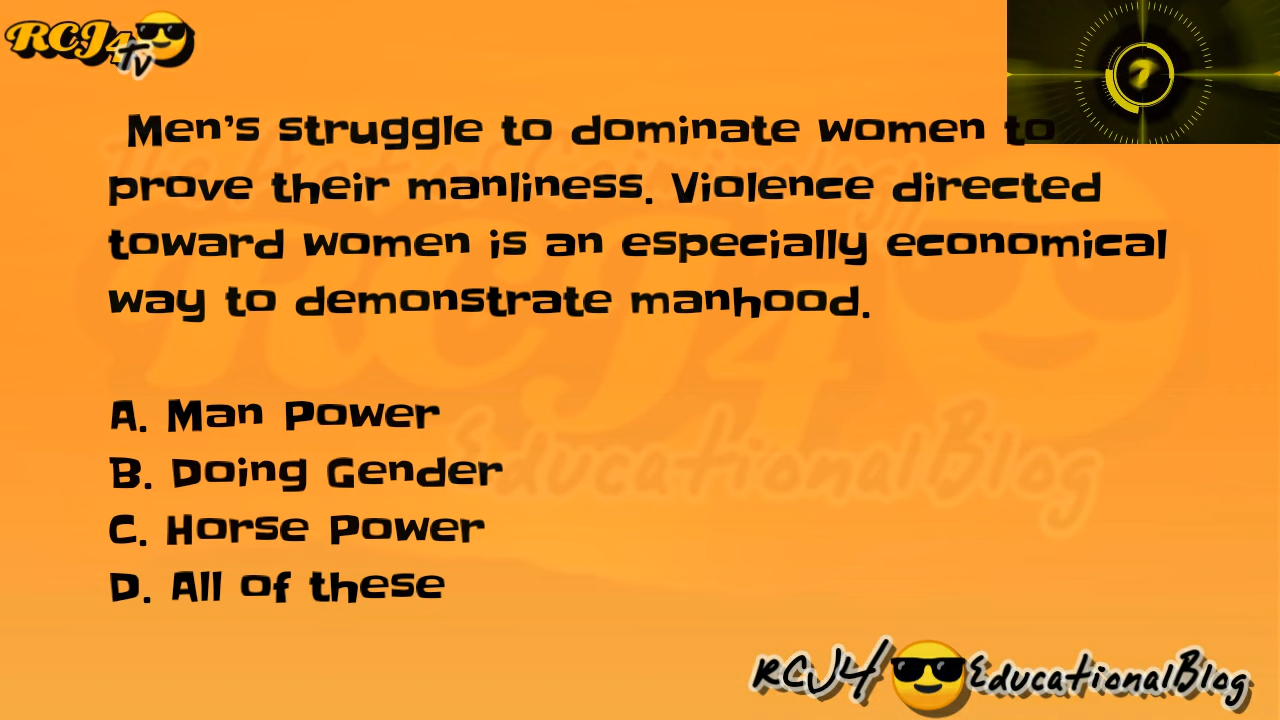 RCJ4
tv
7
Men's struggle to dominate women to
prove their manliness. Violence directed
toward women is an especially economical
way to demonstrate manhood.
A. Man Power
B. Doing Gender
C. Horse Power
D. All of these
RCJ4 EducationalBlog